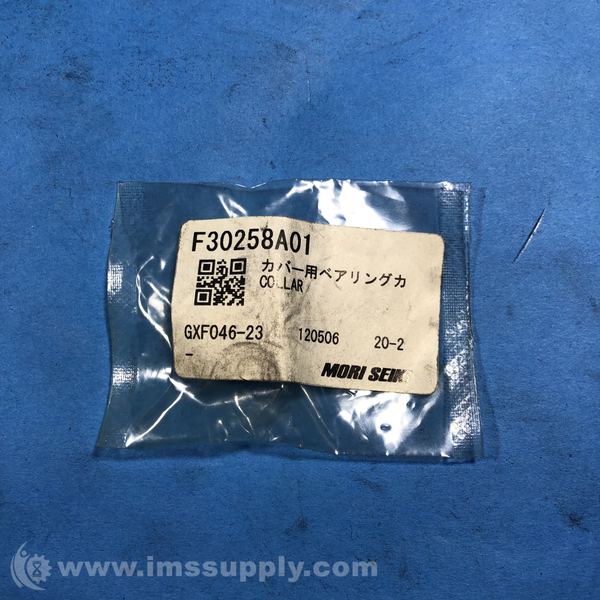 F30258A01
カバー用ベアリングカ
COLLAR
GXF046-23 120506 20-2
-
MORI SEIKI
www.imssupply.com